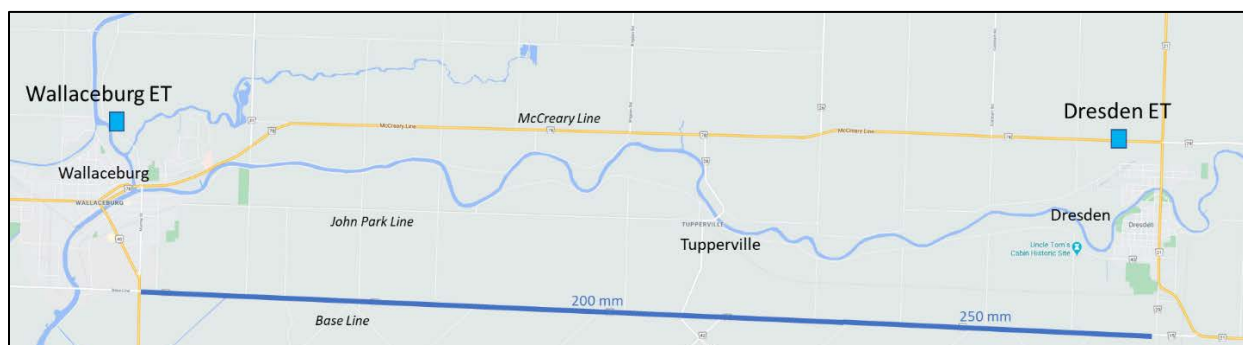 Wallaceburg ET
Dresden ET
McCreary Line
McCreary Line
McCreary Line
Wallaceburg
WALLACEBURG
John Park Line
TUPPERVILLE
Tupperville
Dresden
Dresden
Uncle Tom's
Cabin Historic Site
200 mm
250 mm
Base Line